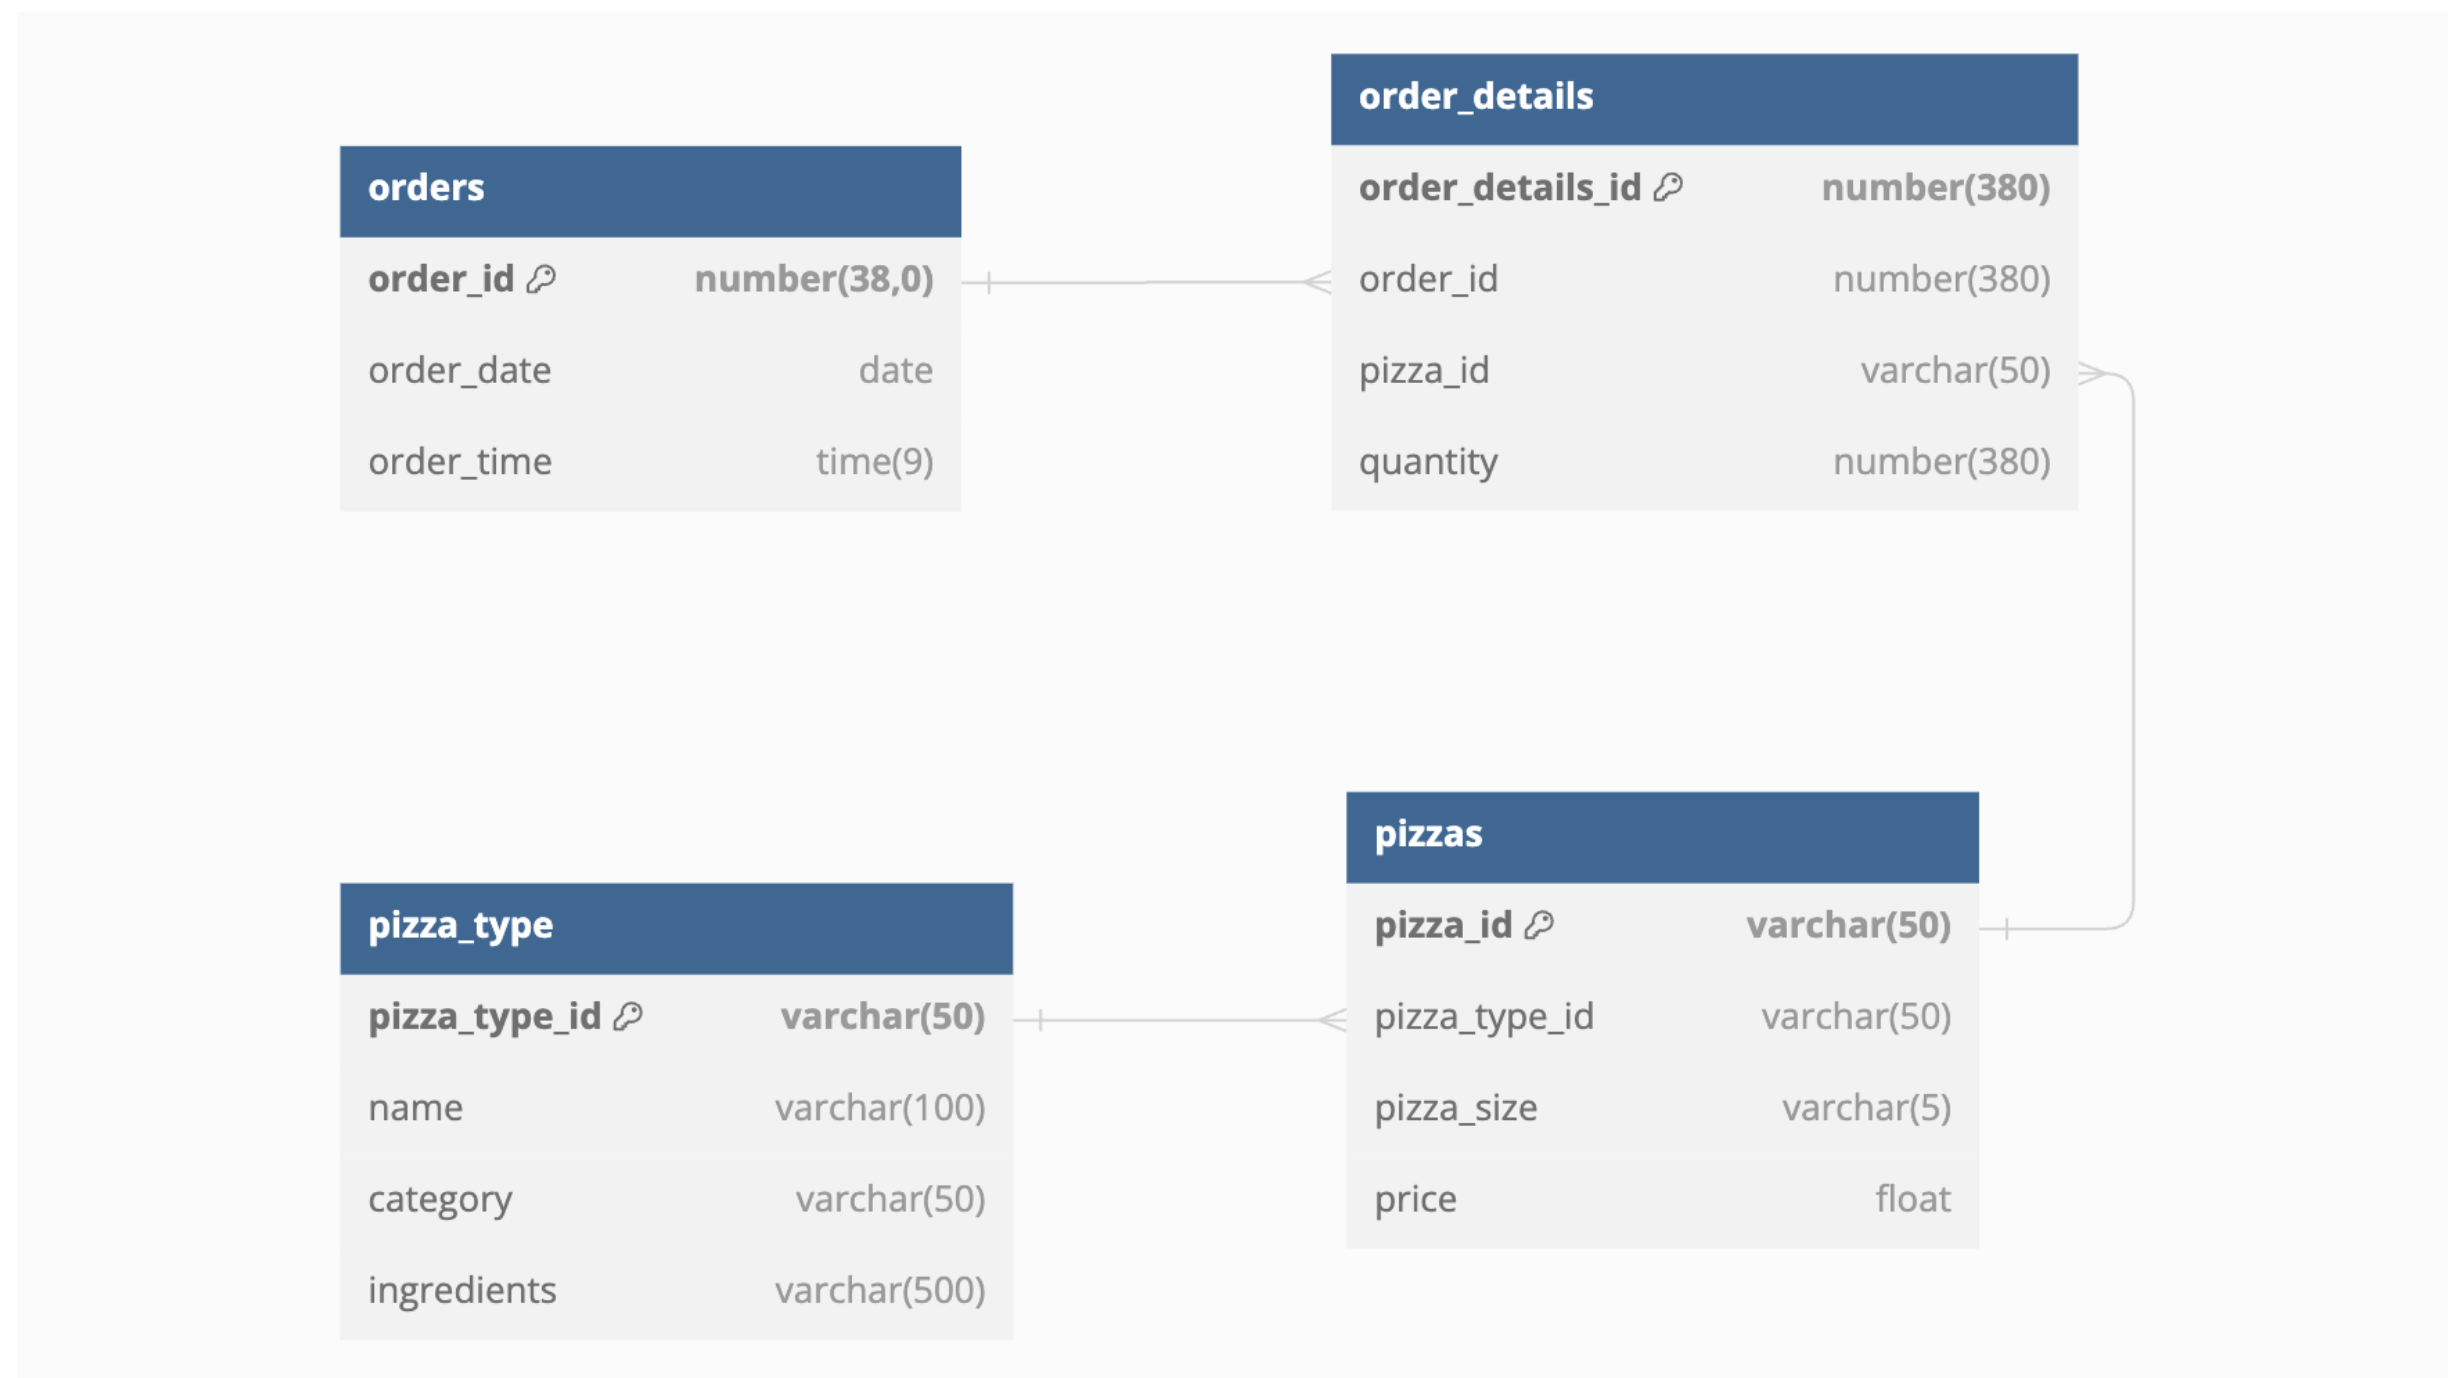 orders
order_id number(38,0)
order_date date
order_time time(9)
order_details
order_details_id number(380)
order_id number(380)
pizza_id varchar(50)
quantity number(380)
pizza_type
pizza_type_id varchar(50)
name varchar(100)
category varchar(50)
ingredients varchar(500)
pizzas
pizza_id varchar(50)
pizza_type_id varchar(50)
pizza_size varchar(5)
price float